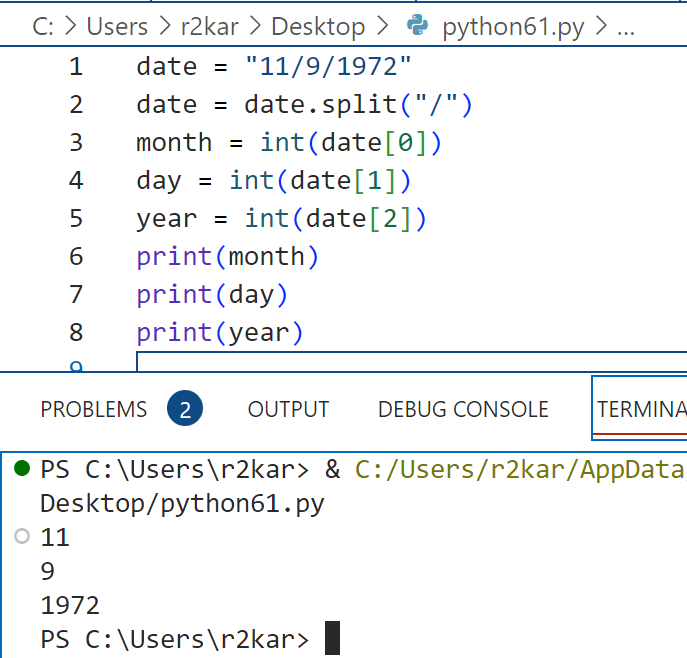 C: > Users > r2kar > Desktop > python61.py > ...
1 date = "11/9/1972"
2 date = date.split("/")
3 month = int(date[0])
4 day = int(date[1])
5 year = int(date[2])
6 print(month)
7 print(day)
8 print(year)
9
PROBLEMS 2 OUTPUT DEBUG CONSOLE TERMINA
PS C:\Users\r2kar> & C:/Users/r2kar/AppData
Desktop/python61.py
11
9
1972
PS C:\Users\r2kar>